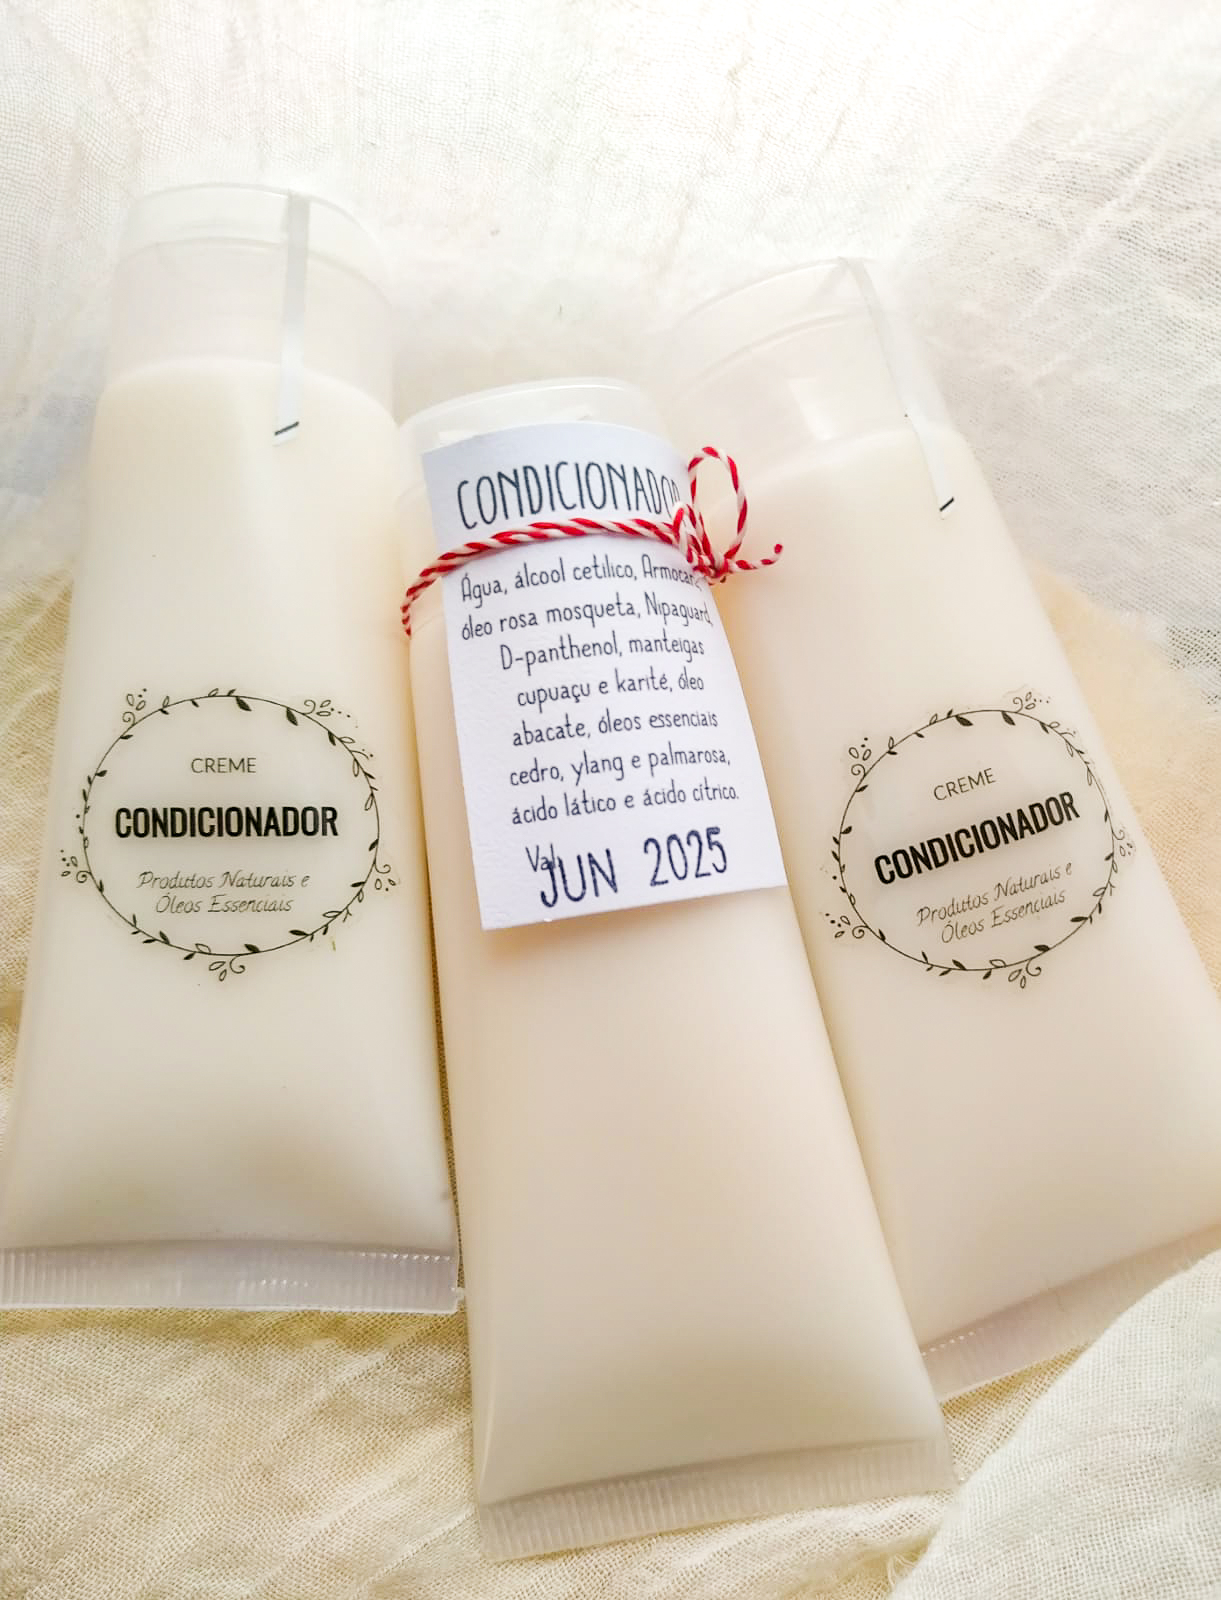 CREME
CONDICIONADOR
Produtos Naturais e
Óleos Essenciais
CONDICIONADOR
Água, álcool cetílico,
óleo rosa mosqueta, Nipaguard,
D-panthenol, manteigas
cupuaçu e karité, óleo
abacate, óleos essenciais
cedro, ylang e palmarosa,
ácido lático e ácido cítrico.
Val.
JUN 2025
CREME
CONDICIONADOR
Produtos Naturais e
Óleos Essenciais